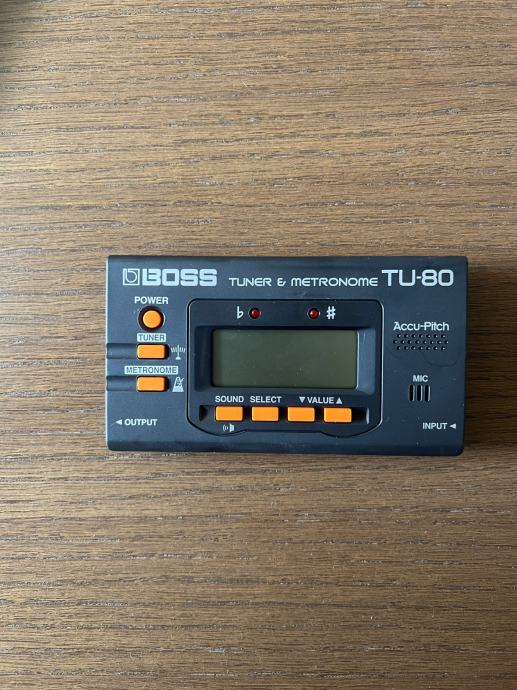 BOSS TUNER & METRONOME TU-80
POWER
♭ ♯
Accu-Pitch
TUNER
METRONOME
MIC
SOUND SELECT ▼ VALUE ▲
◄ OUTPUT
INPUT ◄